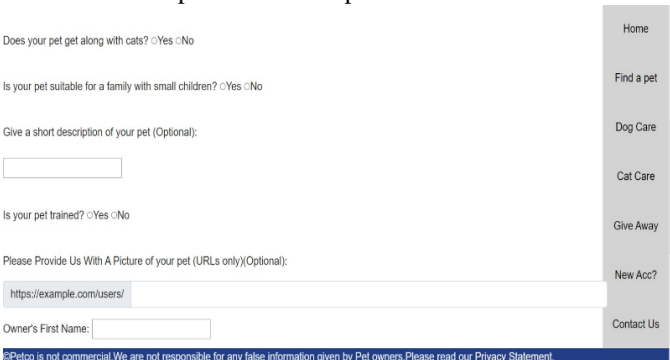 Does your pet get along with cats? Yes No
Is your pet suitable for a family with small children? Yes No
Give a short description of your pet (Optional):
Is your pet trained? Yes No
Please Provide Us With A Picture of your pet (URLs only)(Optional):
https://example.com/users/
Owner's First Name:
©Petco is not commercial.We are not responsible for any false information given by Pet owners.Please read our Privacy Statement.
Home
Find a pet
Dog Care
Cat Care
Give Away
New Acc?
Contact Us